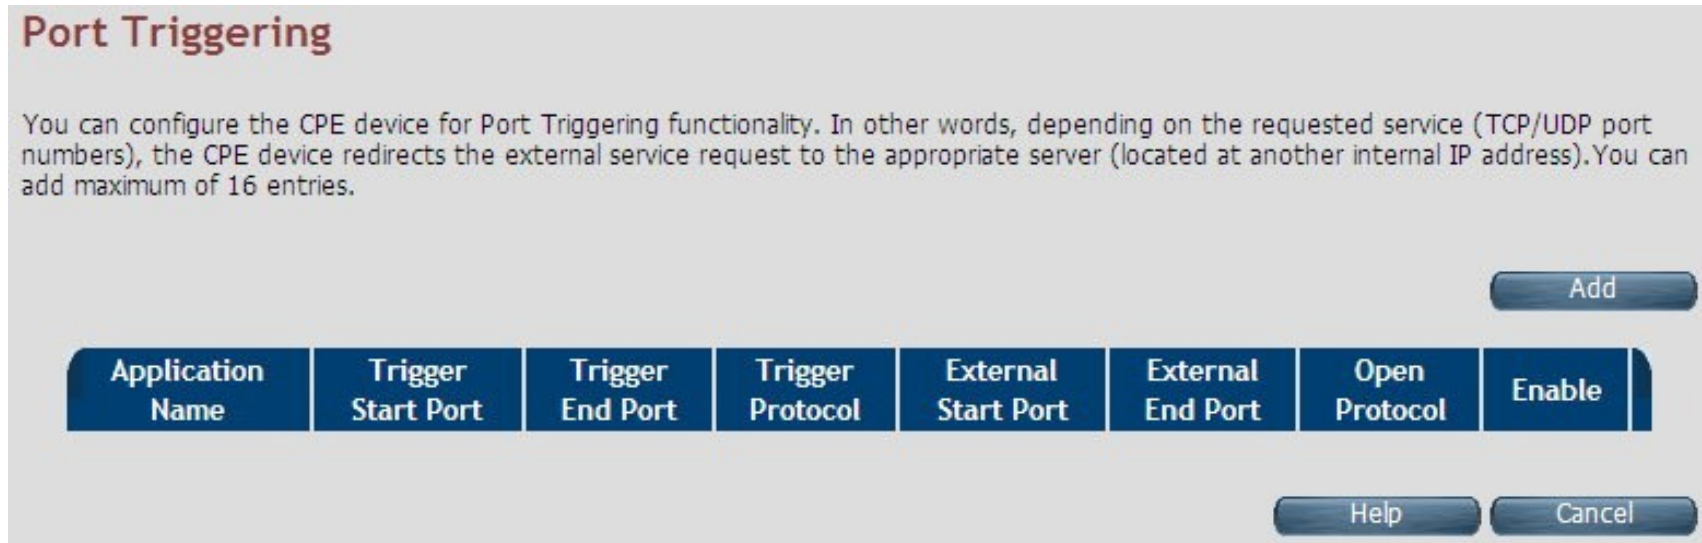 Port Triggering
You can configure the CPE device for Port Triggering functionality. In other words, depending on the requested service (TCP/UDP port
numbers), the CPE device redirects the external service request to the appropriate server (located at another internal IP address).You can
add maximum of 16 entries.
Add
Application Name Trigger Start Port Trigger End Port Trigger Protocol External Start Port External End Port Open Protocol Enable
Help Cancel